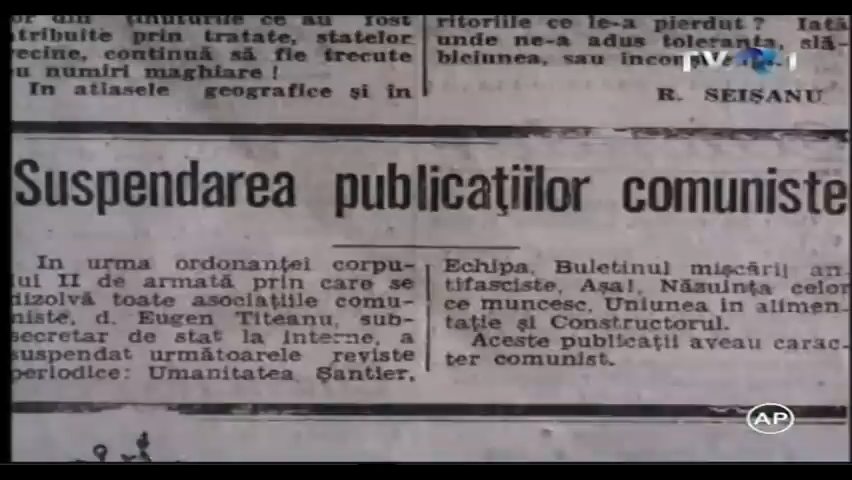 or din ținuturile ce au fost
atribuite prin tratate, statelor
vecine, continuă să fie trecute
u numiri maghiare!
In atlasele geografice și în
ritoriile ce le-a pierdut? Iată
unde ne-a adus toleranța, slă-
biciunea, sau
R. SEIȘANU
Suspendarea publicațiilor comuniste
In urma ordonanței corpu-
lui II de armată prin care se
dizolvă toate asociațiile comu-
niste, d. Eugen Titeanu, sub-
secretar de stat la interne, a
suspendat următoarele reviste
periodice: Umanitatea Șantier,
Echipa, Buletinul mișcării an
tifasciste, Așa!, Năsuința celor
ce muncesc, Uniunea in alimen-
tație și Constructorul.
Aceste publicații aveau carac-
ter comunist.
TVR 1
AP